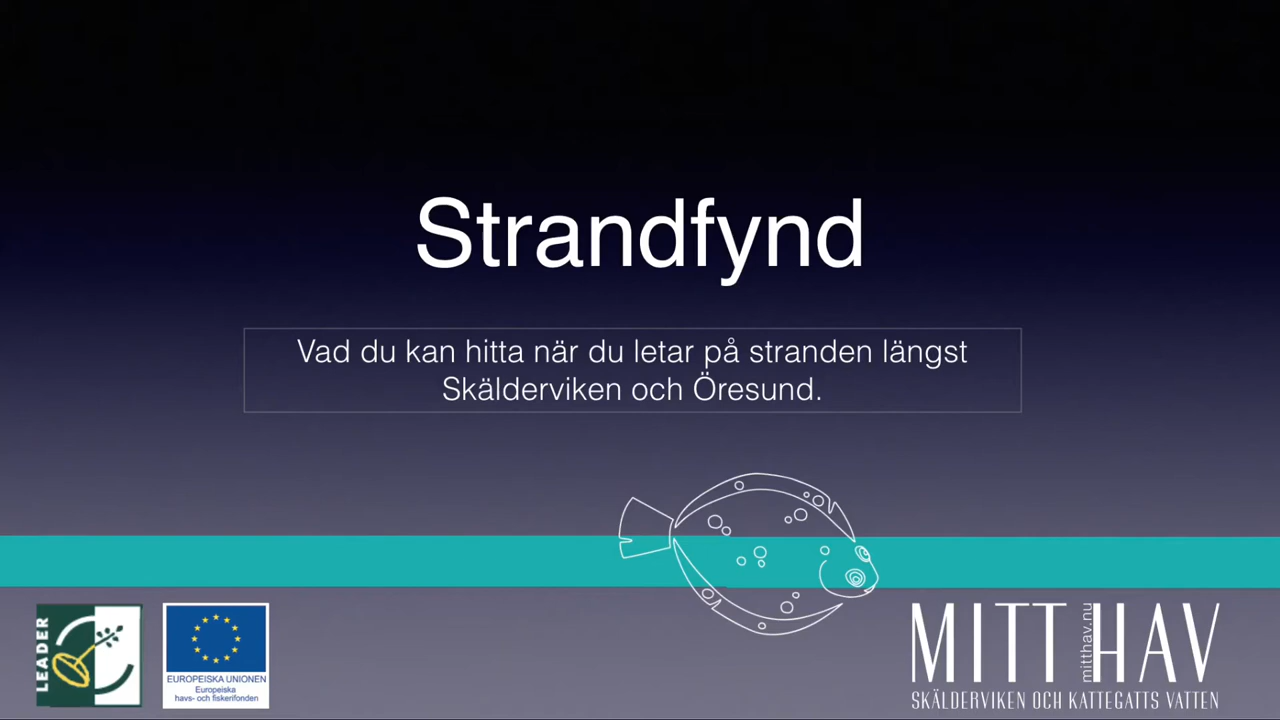 Strandfynd
Vad du kan hitta när du letar på stranden längst
Skälderviken och Öresund.
LEADER
EUROPEISKA UNIONEN
Europeiska
havs- och fiskerifonden
MITT HAV
mitthav.nu
SKÄLDERVIKEN OCH KATTEGATTS VATTEN